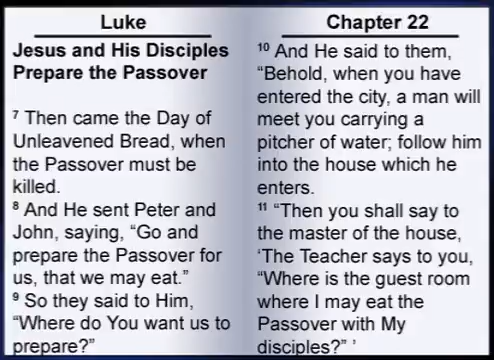 Luke
Jesus and His Disciples
Prepare the Passover
⁷ Then came the Day of
Unleavened Bread, when
the Passover must be
killed.
⁸ And He sent Peter and
John, saying, “Go and
prepare the Passover for
us, that we may eat.”
⁹ So they said to Him,
“Where do You want us to
prepare?”
Chapter 22
¹⁰ And He said to them,
“Behold, when you have
entered the city, a man will
meet you carrying a
pitcher of water; follow him
into the house which he
enters.
¹¹ “Then you shall say to
the master of the house,
‘The Teacher says to you,
“Where is the guest room
where I may eat the
Passover with My
disciples?” ’